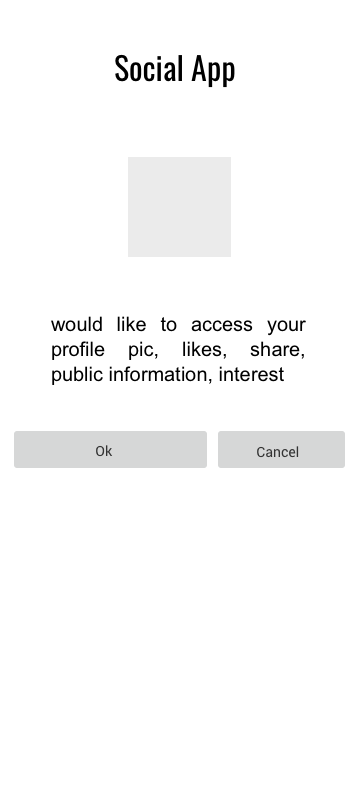 Social App
would like to access your
profile pic, likes, share,
public information, interest
Ok
Cancel